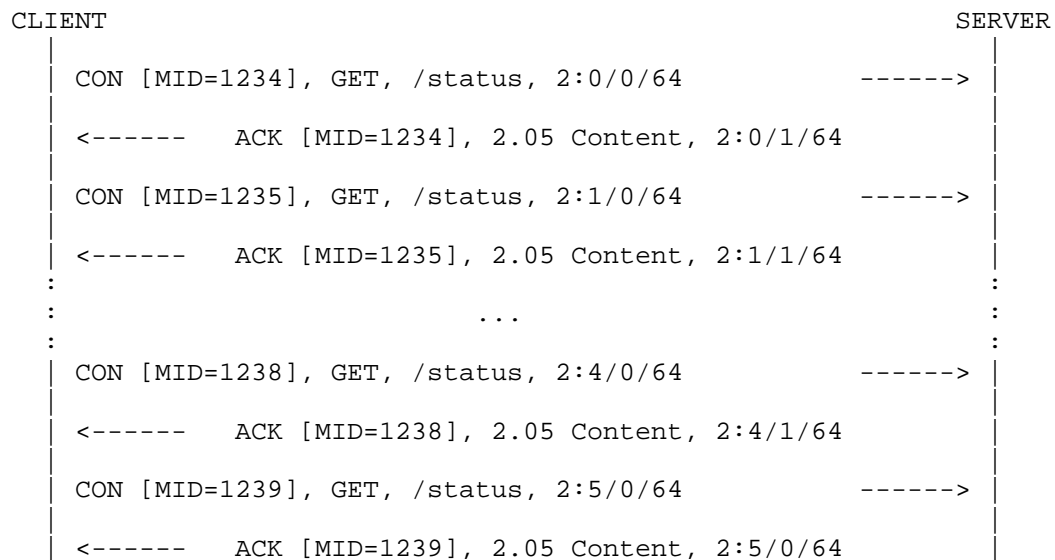 CLIENT                                                     SERVER
  |                                                          |
  | CON [MID=1234], GET, /status, 2:0/0/64           ------> |
  |                                                          |
  | <------   ACK [MID=1234], 2.05 Content, 2:0/1/64         |
  |                                                          |
  | CON [MID=1235], GET, /status, 2:1/0/64           ------> |
  |                                                          |
  | <------   ACK [MID=1235], 2.05 Content, 2:1/1/64         |
  :                                                          :
  :                          ...                             :
  :                                                          :
  | CON [MID=1238], GET, /status, 2:4/0/64           ------> |
  |                                                          |
  | <------   ACK [MID=1238], 2.05 Content, 2:4/1/64         |
  |                                                          |
  | CON [MID=1239], GET, /status, 2:5/0/64           ------> |
  |                                                          |
  | <------   ACK [MID=1239], 2.05 Content, 2:5/0/64         |